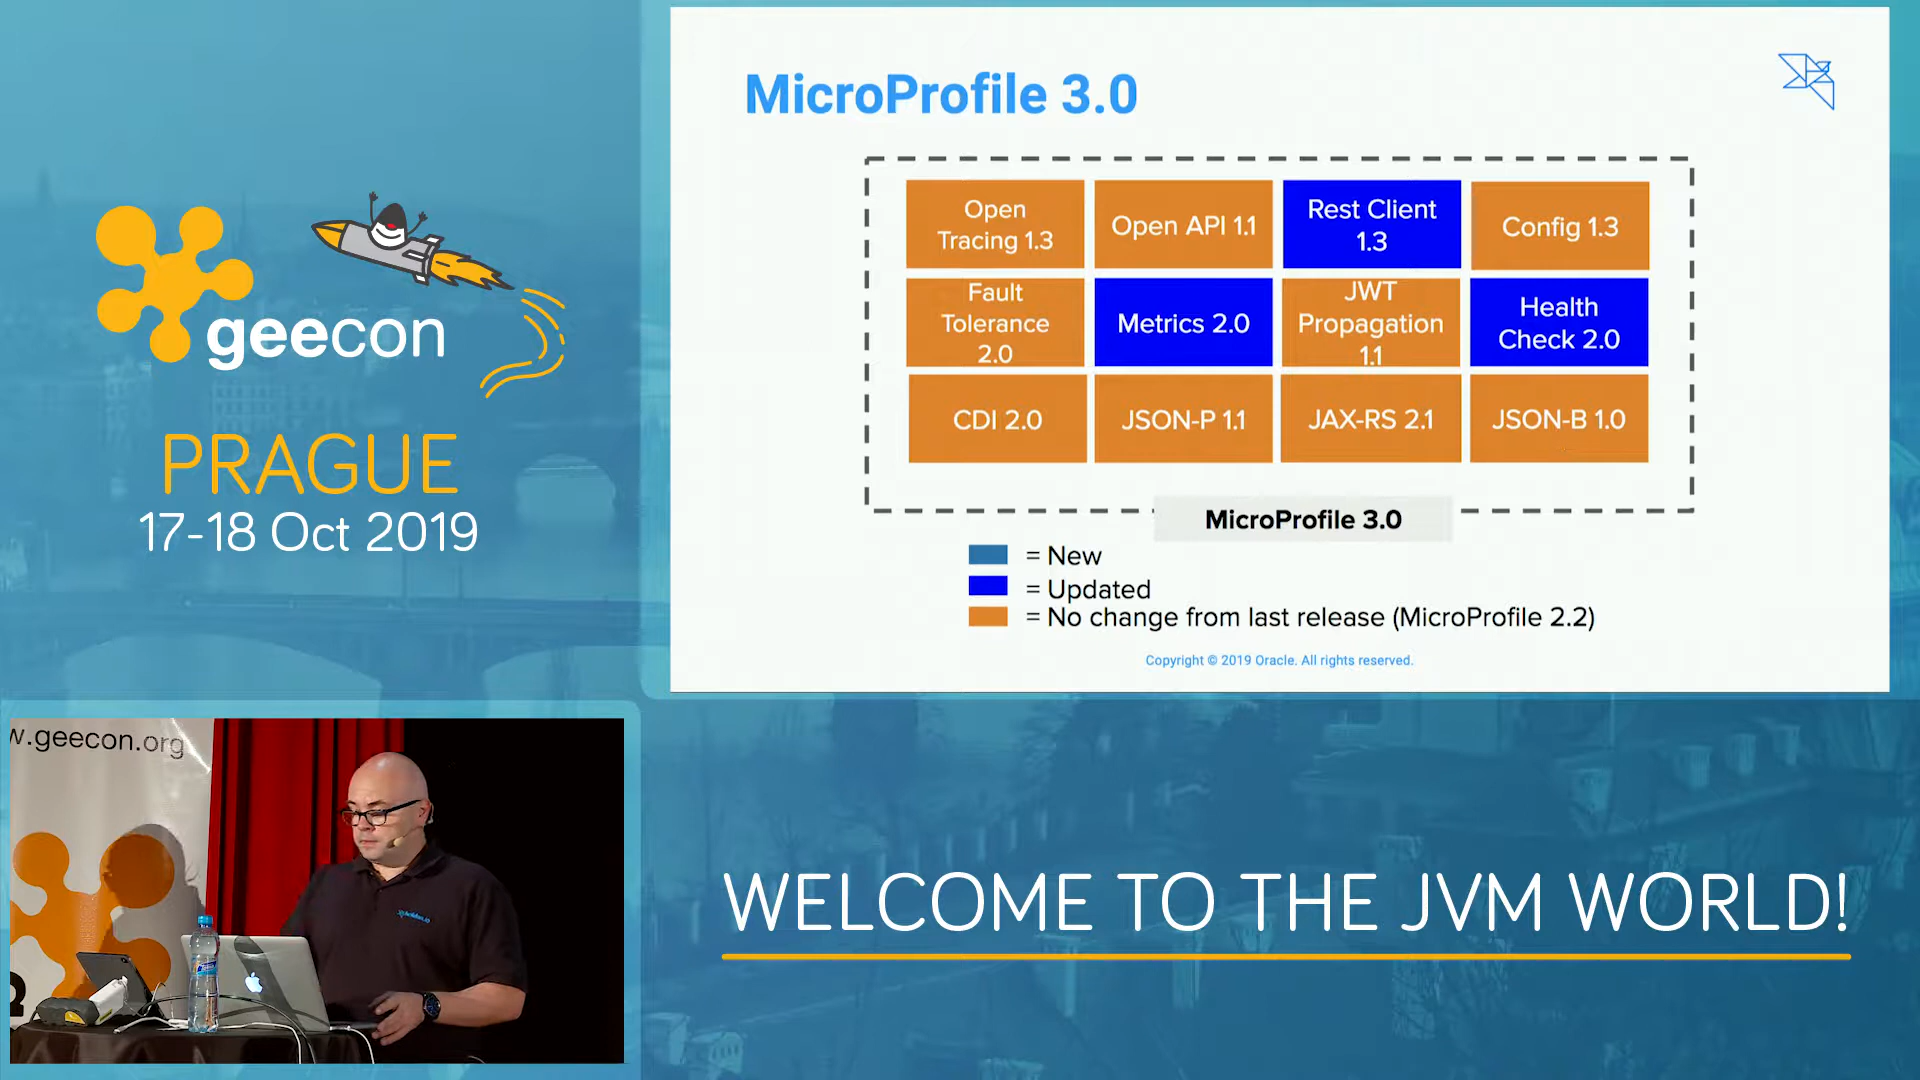 geecon
PRAGUE
17-18 Oct 2019
MicroProfile 3.0
Open
Tracing 1.3
Open API 1.1
Rest Client
1.3
Config 1.3
Fault
Tolerance
2.0
Metrics 2.0
JWT
Propagation
1.1
Health
Check 2.0
CDI 2.0
JSON-P 1.1
JAX-RS 2.1
JSON-B 1.0
MicroProfile 3.0
= New
= Updated
= No change from last release (MicroProfile 2.2)
Copyright © 2019 Oracle. All rights reserved.
w.geecon.org
WELCOME TO THE JVM WORLD!